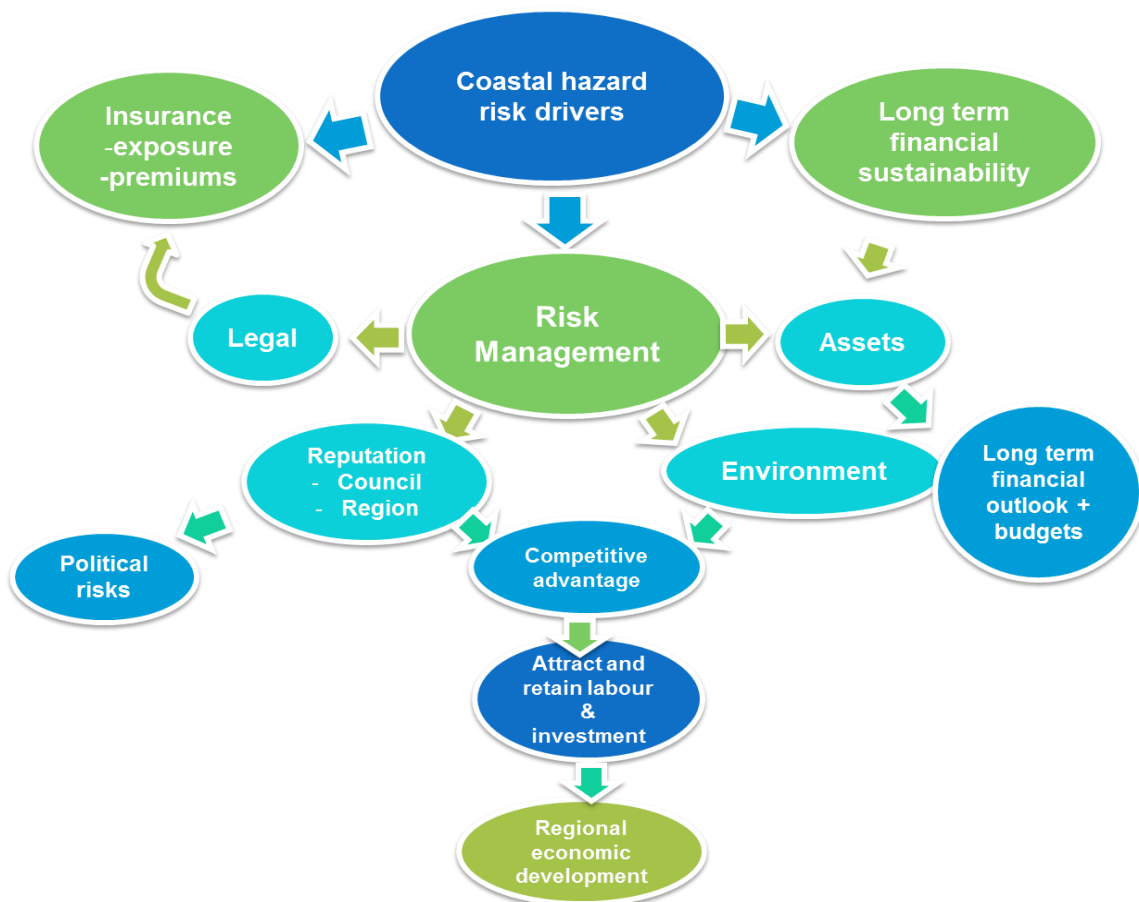 Coastal hazard
risk drivers
Insurance
-exposure
-premiums
Long term
financial
sustainability
Risk
Management
Legal
Assets
Reputation
- Council
- Region
Environment
Long term
financial
outlook +
budgets
Political
risks
Competitive
advantage
Attract and
retain labour
&
investment
Regional
economic
development